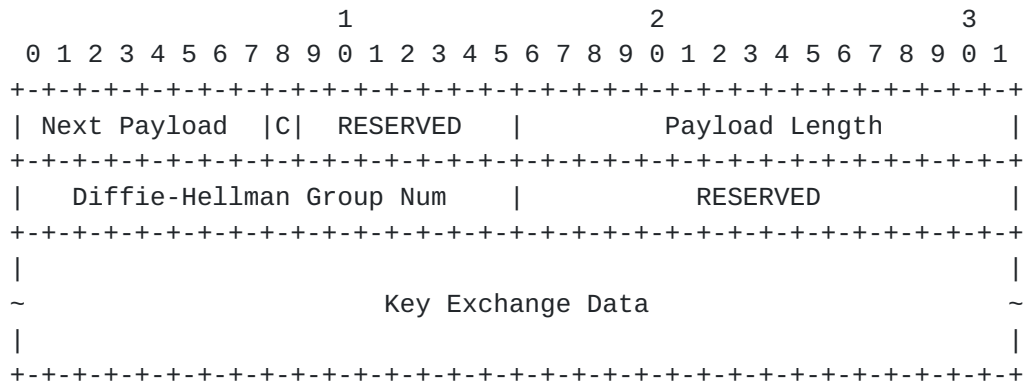 1                   2                   3
 0 1 2 3 4 5 6 7 8 9 0 1 2 3 4 5 6 7 8 9 0 1 2 3 4 5 6 7 8 9 0 1
+-+-+-+-+-+-+-+-+-+-+-+-+-+-+-+-+-+-+-+-+-+-+-+-+-+-+-+-+-+-+-+-+
| Next Payload  |C|  RESERVED   |         Payload Length        |
+-+-+-+-+-+-+-+-+-+-+-+-+-+-+-+-+-+-+-+-+-+-+-+-+-+-+-+-+-+-+-+-+
|   Diffie-Hellman Group Num    |           RESERVED            |
+-+-+-+-+-+-+-+-+-+-+-+-+-+-+-+-+-+-+-+-+-+-+-+-+-+-+-+-+-+-+-+-+
|                                                               |
~                       Key Exchange Data                       ~
|                                                               |
+-+-+-+-+-+-+-+-+-+-+-+-+-+-+-+-+-+-+-+-+-+-+-+-+-+-+-+-+-+-+-+-+